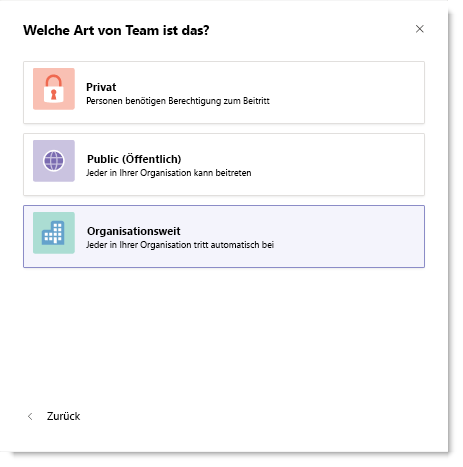 Welche Art von Team ist das?
Privat
Personen benötigen Berechtigung zum Beitritt
Public (Öffentlich)
Jeder in Ihrer Organisation kann beitreten
Organisationsweit
Jeder in Ihrer Organisation tritt automatisch bei
Zurück